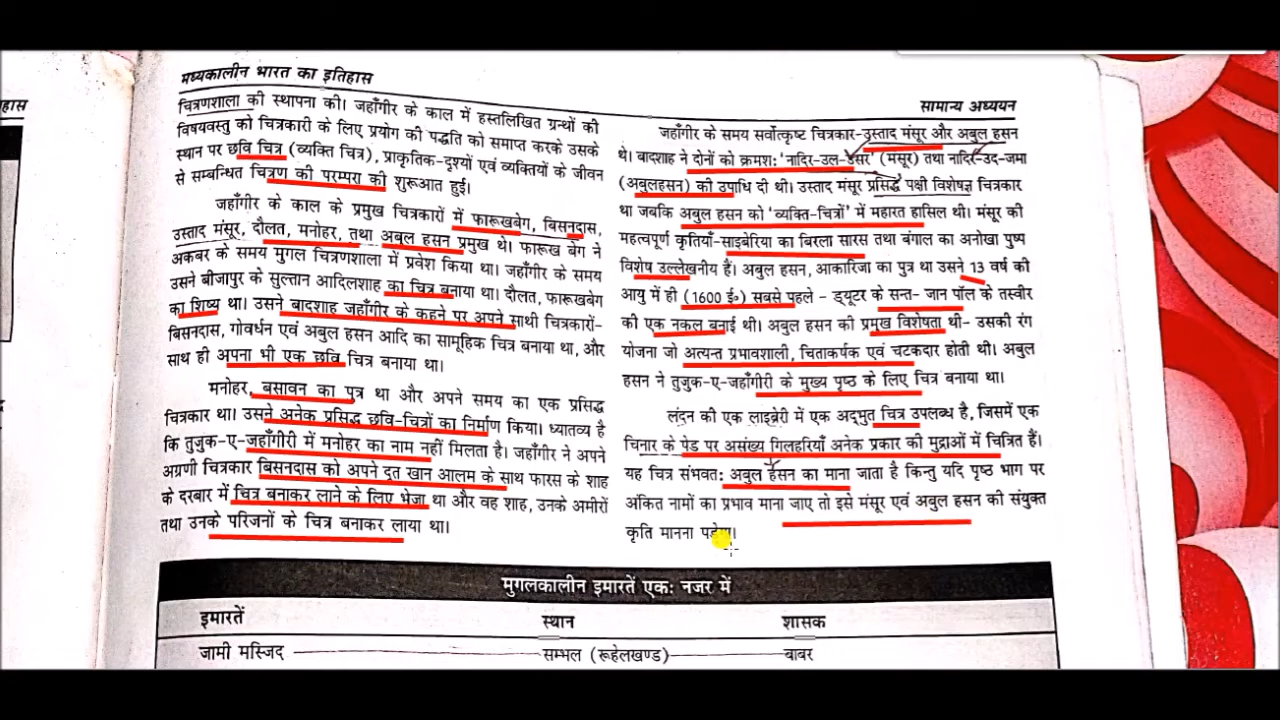 हास
मध्यकालीन भारत का इतिहास
चित्रणशाला की स्थापना की। जहाँगीर के काल में हस्तलिखित ग्रन्थों की
विषयवस्तु को चित्रकारी के लिए प्रयोग की पद्धति को समाप्त करके उसके
स्थान पर छवि चित्र (व्यक्ति चित्र), प्राकृतिक-दृश्यों एवं व्यक्तियों के जीवन
से सम्बन्धित चित्रण की परम्परा की शुरूआत हुई।
जहाँगीर के काल के प्रमुख चित्रकारों में फारूखबेग, बिसनदास,
उस्ताद मंसूर, दौलत, मनोहर, तथा अबुल हसन प्रमुख थे। फारूख बेग ने
अकबर के समय मुगल चित्रणशाला में प्रवेश किया था। जहाँगीर के समय
उसने बीजापुर के सुल्तान आदिलशाह का चित्र बनाया था। दौलत, फारूखबेग
का शिष्य था। उसने बादशाह जहाँगीर के कहने पर अपने साथी चित्रकारों-
बिसनदास, गोवर्धन एवं अबुल हसन आदि का सामूहिक चित्र बनाया था, और
साथ ही अपना भी एक छवि चित्र बनाया था।
मनोहर, बसावन का पुत्र था और अपने समय का एक प्रसिद्ध
चित्रकार था। उसने अनेक प्रसिद्ध छवि-चित्रों का निर्माण किया। ध्यातव्य है
कि तुजुक-ए-जहाँगीरी में मनोहर का नाम नहीं मिलता है। जहाँगीर ने अपने
अग्रणी चित्रकार बिसनदास को अपने दूत खान आलम के साथ फारस के शाह
के दरबार में चित्र बनाकर लाने के लिए भेजा था और वह शाह, उनके अमीरों
तथा उनके परिजनों के चित्र बनाकर लाया था।
सामान्य अध्ययन
जहाँगीर के समय सर्वोत्कृष्ट चित्रकार-उस्ताद मंसूर और अबुल हसन
थे। बादशाह ने दोनों को क्रमश: 'नादिर-उल-उसर' (मंसूर) तथा नादिर-उद-जमा
(अबुलहसन) की उपाधि दी थी। उस्ताद मंसूर प्रसिद्ध पक्षी विशेषज्ञ चित्रकार
था जबकि अबुल हसन को 'व्यक्ति-चित्रों' में महारत हासिल थी। मंसूर की
महत्वपूर्ण कृतियाँ-साइबेरिया का बिरला सारस तथा बंगाल का अनोखा पुष्प
विशेष उल्लेखनीय हैं। अबुल हसन, आकारिजा का पुत्र था उसने 13 वर्ष की
आयु में ही (1600 ई॰) सबसे पहले - ड्यूटर के सन्त- जान पॉल के तस्वीर
की एक नकल बनाई थी। अबुल हसन की प्रमुख विशेषता थी- उसकी रंग
योजना जो अत्यन्त प्रभावशाली, चिताकर्पक एवं चटकदार होती थी। अबुल
हसन ने तुजुक-ए-जहाँगीरी के मुख्य पृष्ठ के लिए चित्र बनाया था।
लंदन की एक लाइब्रेरी में एक अद्भुत चित्र उपलब्ध है, जिसमें एक
चिनार के पेड पर असंख्य गिलहरियाँ अनेक प्रकार की मुद्राओं में चित्रित हैं।
यह चित्र संभवत: अबुल हसन का माना जाता है किन्तु यदि पृष्ठ भाग पर
अंकित नामों का प्रभाव माना जाए तो इसे मंसूर एवं अबुल हसन की संयुक्त
कृति मानना पडेगा।
मुगलकालीन इमारतें एक: नजर में
इमारतें स्थान शासक
जामी मस्जिद सम्भल (रूहेलखण्ड) बाबर